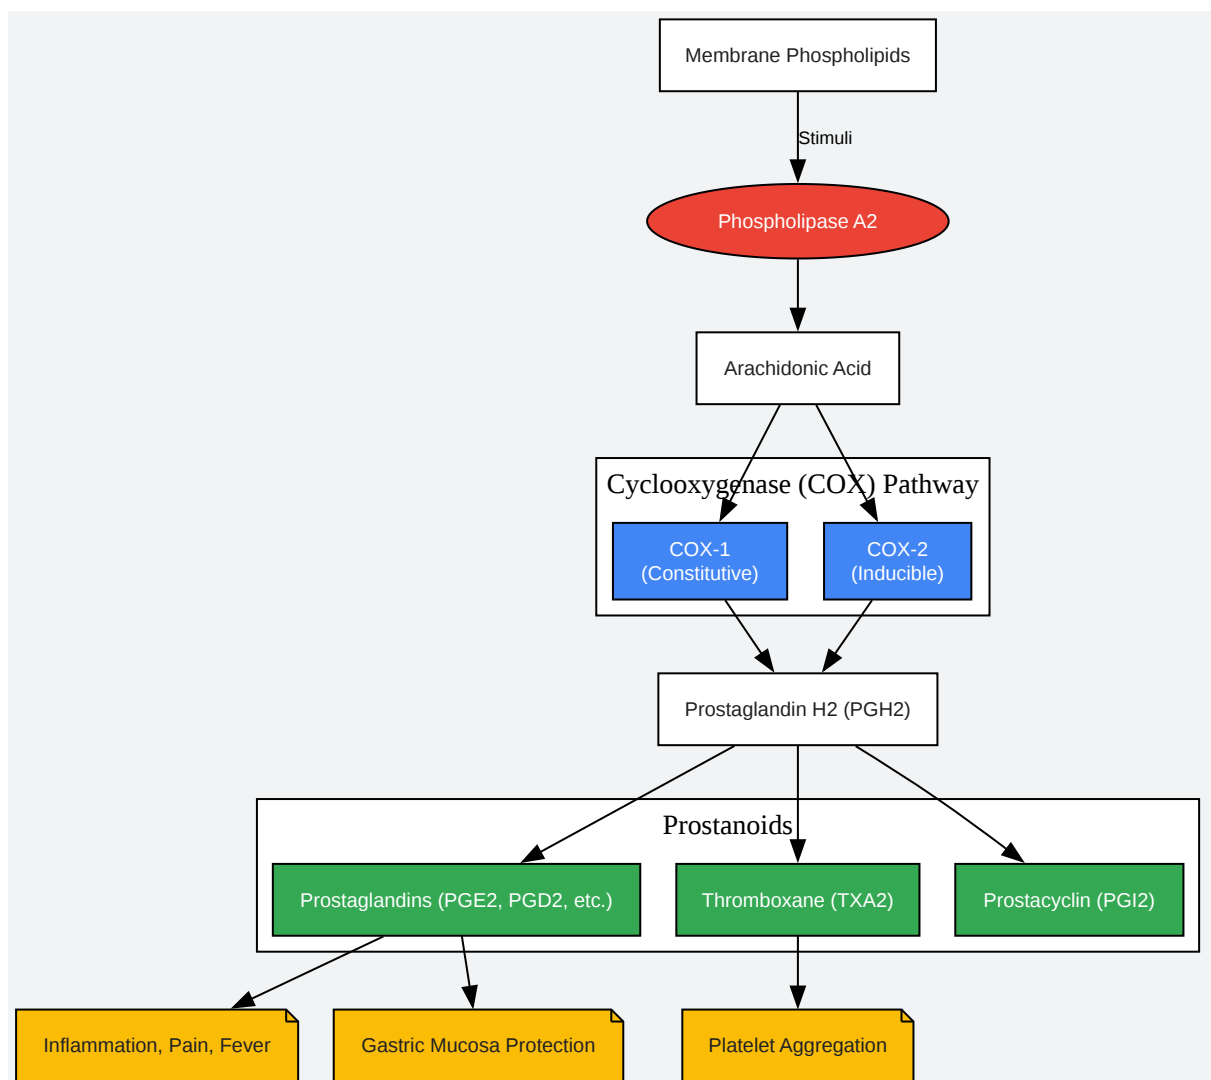 Membrane Phospholipids
Stimuli
Phospholipase A2
Arachidonic Acid
Cyclooxygenase (COX) Pathway
COX-1
(Constitutive)
COX-2
(Inducible)
Prostaglandin H2 (PGH2)
Prostanoids
Prostaglandins (PGE2, PGD2, etc.)
Thromboxane (TXA2)
Prostacyclin (PGI2)
Inflammation, Pain, Fever
Gastric Mucosa Protection
Platelet Aggregation